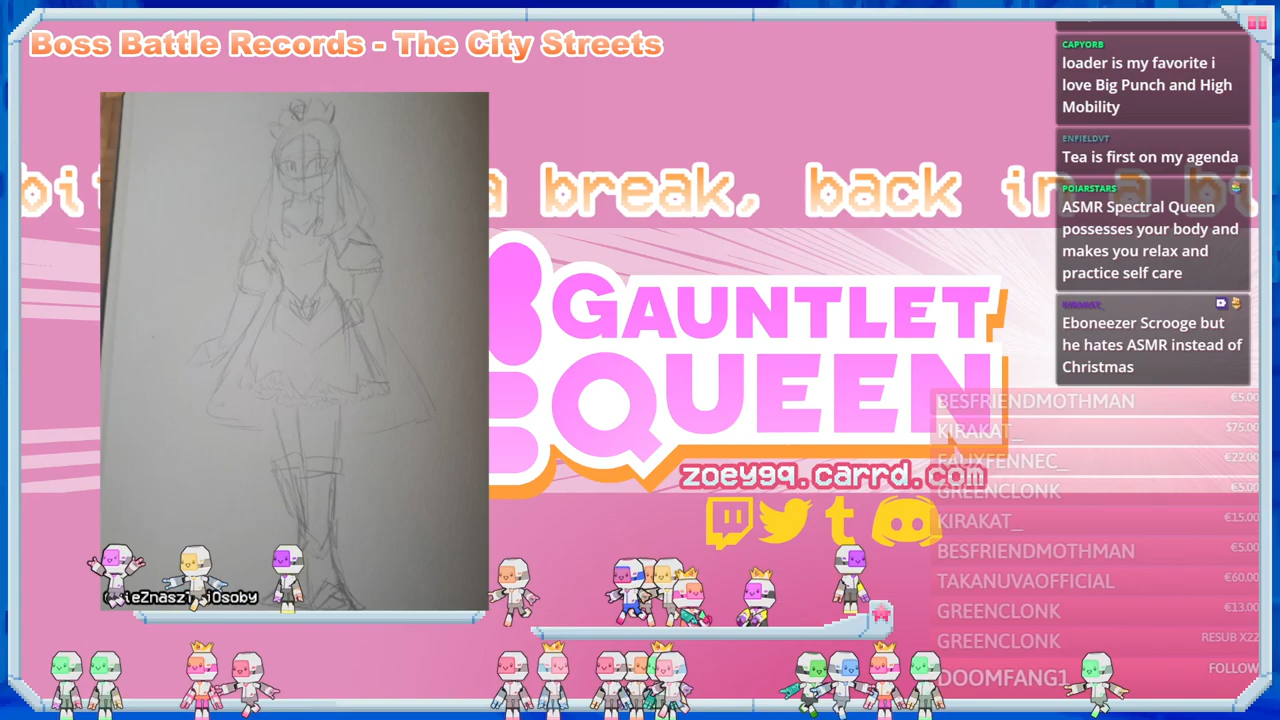 Boss Battle Records - The City Streets
bi a break, back in a bi
GAUNTLET
QUEEN
zoeygq.carrd.com
CAPYORB
loader is my favorite i
love Big Punch and High
Mobility
ENFIELDVT
Tea is first on my agenda
POIARSTARS
ASMR Spectral Queen
possesses your body and
makes you relax and
practice self care
KIRAKAT_
Eboneezer Scrooge but
he hates ASMR instead of
Christmas
BESFRIENDMOTHMAN €5.00
KIRAKAT_ $75.00
FAUXFENNEC_ €22.00
GREENCLONK €5.00
KIRAKAT_ €15.00
BESFRIENDMOTHMAN €5.00
TAKANUVAOFFICIAL €60.00
GREENCLONK €13.00
GREENCLONK RESUB X22
DOOMFANG1 FOLLOW